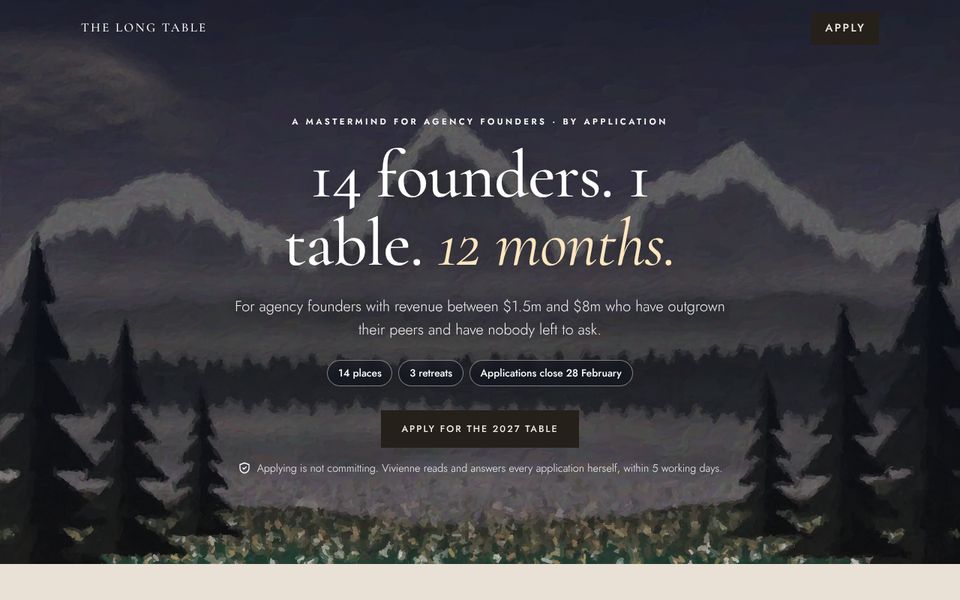 THE LONG TABLE
APPLY
A MASTERMIND FOR AGENCY FOUNDERS · BY APPLICATION
14 founders. 1
table. 12 months.
For agency founders with revenue between $1.5m and $8m who have outgrown
their peers and have nobody left to ask.
14 places
3 retreats
Applications close 28 February
APPLY FOR THE 2027 TABLE
Applying is not committing. Vivienne reads and answers every application herself, within 5 working days.